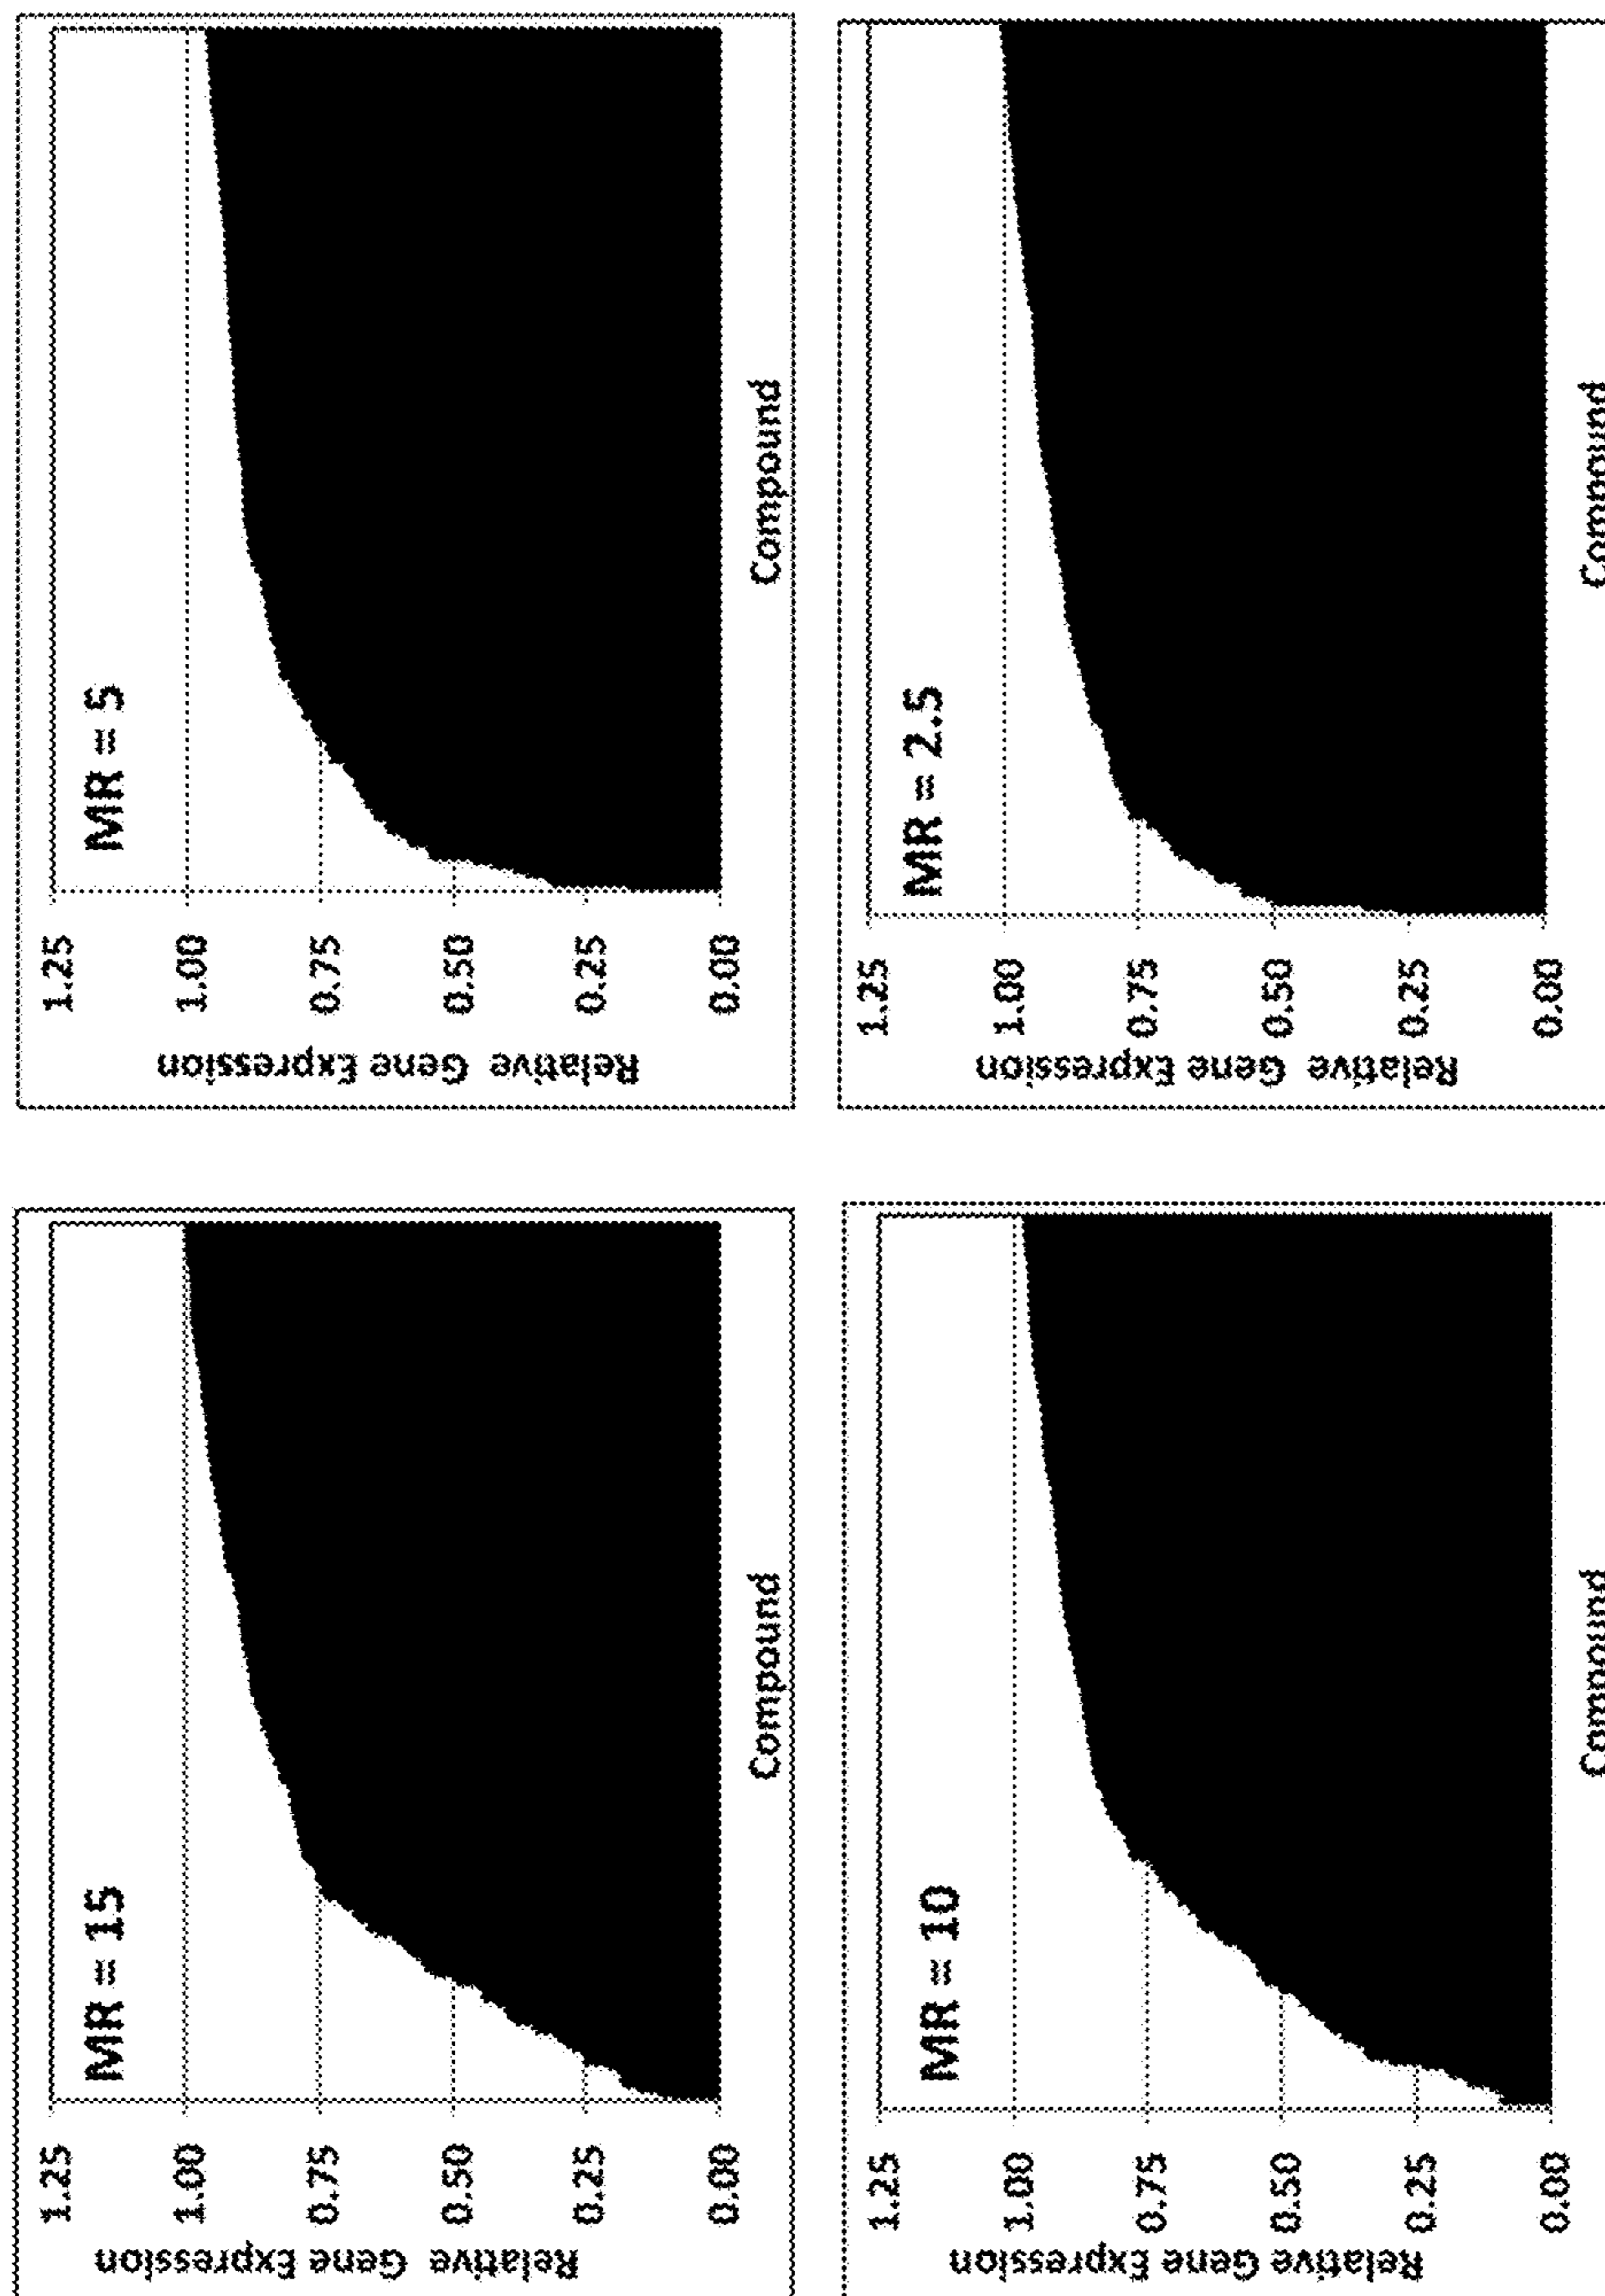 MR = 15
1.25
1.00
0.75
0.50
0.25
0.00
Relative Gene Expression
Compound
MR = 5
1.25
1.00
0.75
0.50
0.25
0.00
Relative Gene Expression
Compound
MR = 10
1.25
1.00
0.75
0.50
0.25
0.00
Relative Gene Expression
Compound
MR = 2.5
1.25
1.00
0.75
0.50
0.25
0.00
Relative Gene Expression
Compound